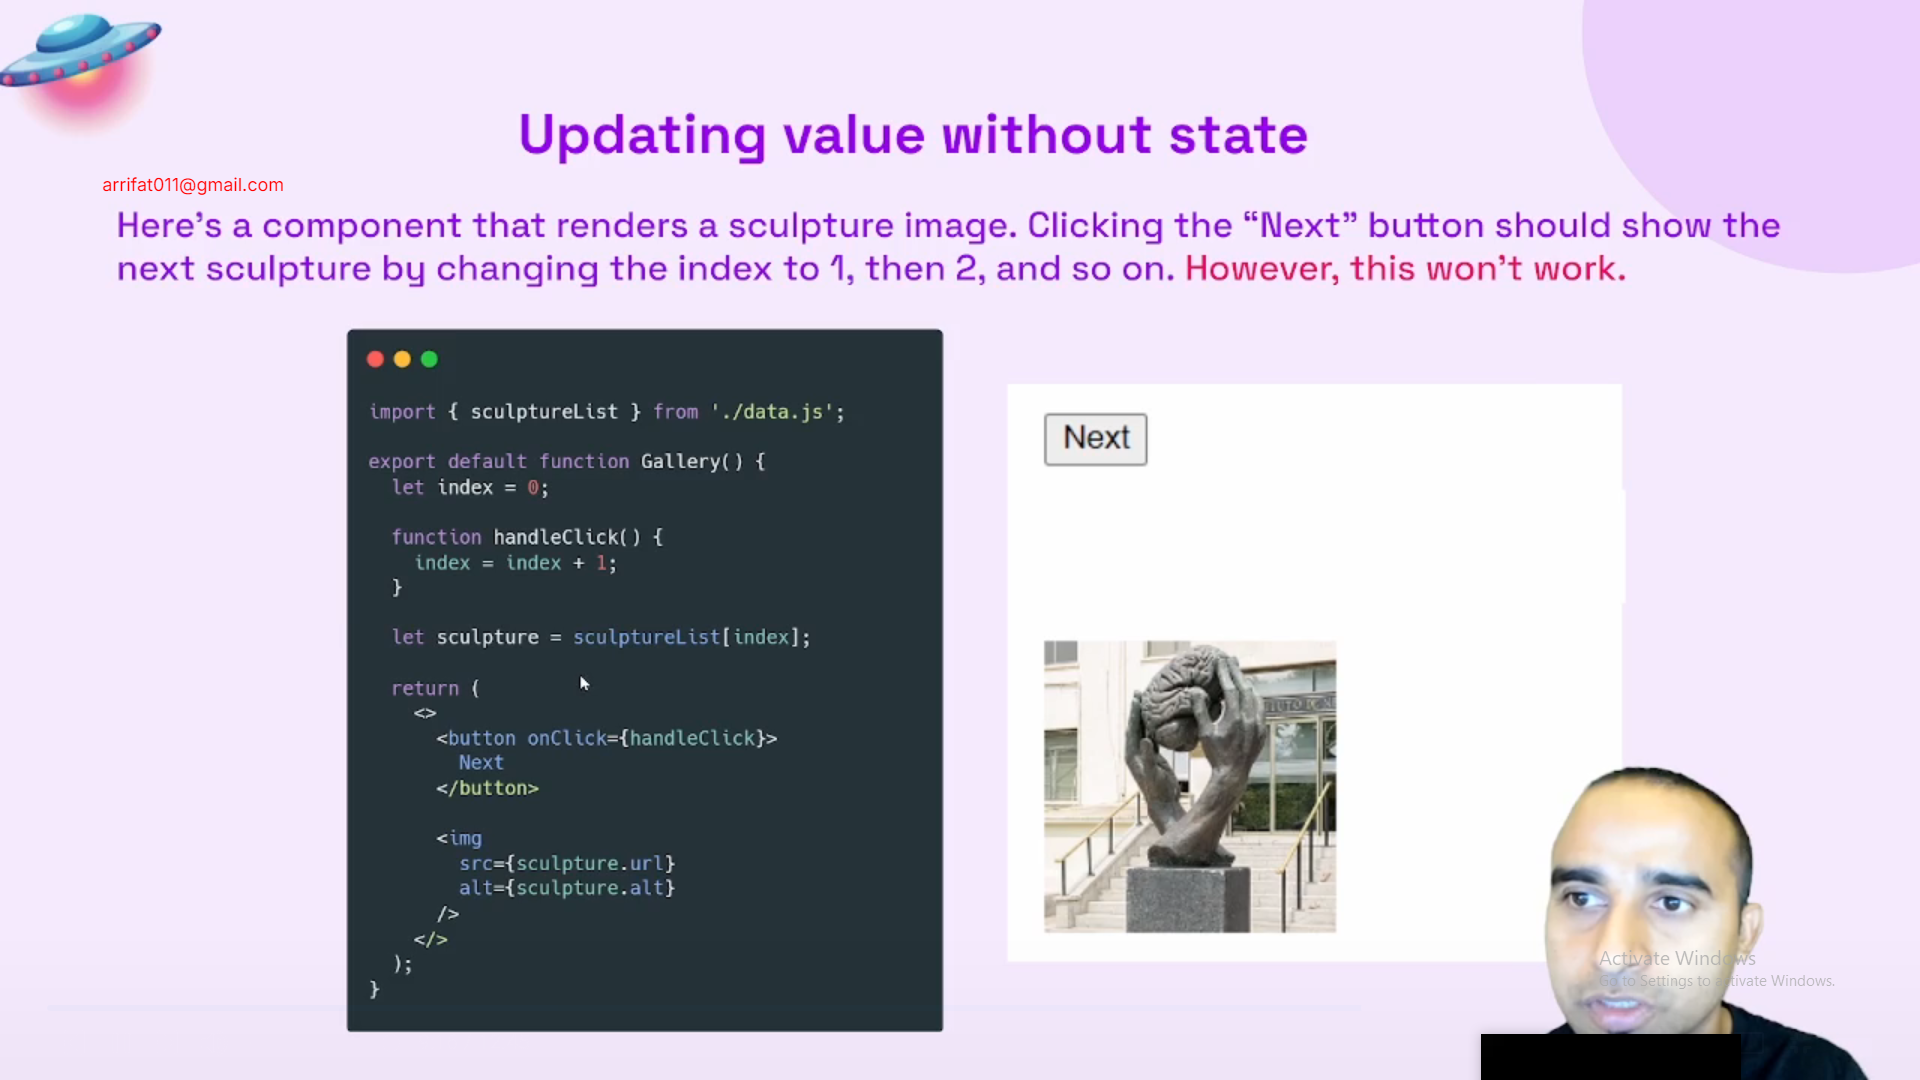 Updating value without state
arrifat011@gmail.com
Here's a component that renders a sculpture image. Clicking the “Next” button should show the
next sculpture by changing the index to 1, then 2, and so on. However, this won't work.
import { sculptureList } from './data.js';
export default function Gallery() {
let index = 0;
function handleClick() {
index = index + 1;
}
let sculpture = sculptureList[index];
return (
<>
<button onClick={handleClick}>
Next
</button>
<img
src={sculpture.url}
alt={sculpture.alt}
/>
</>
);
}
Next
Activate Windows
Go to Settings to activate Windows.